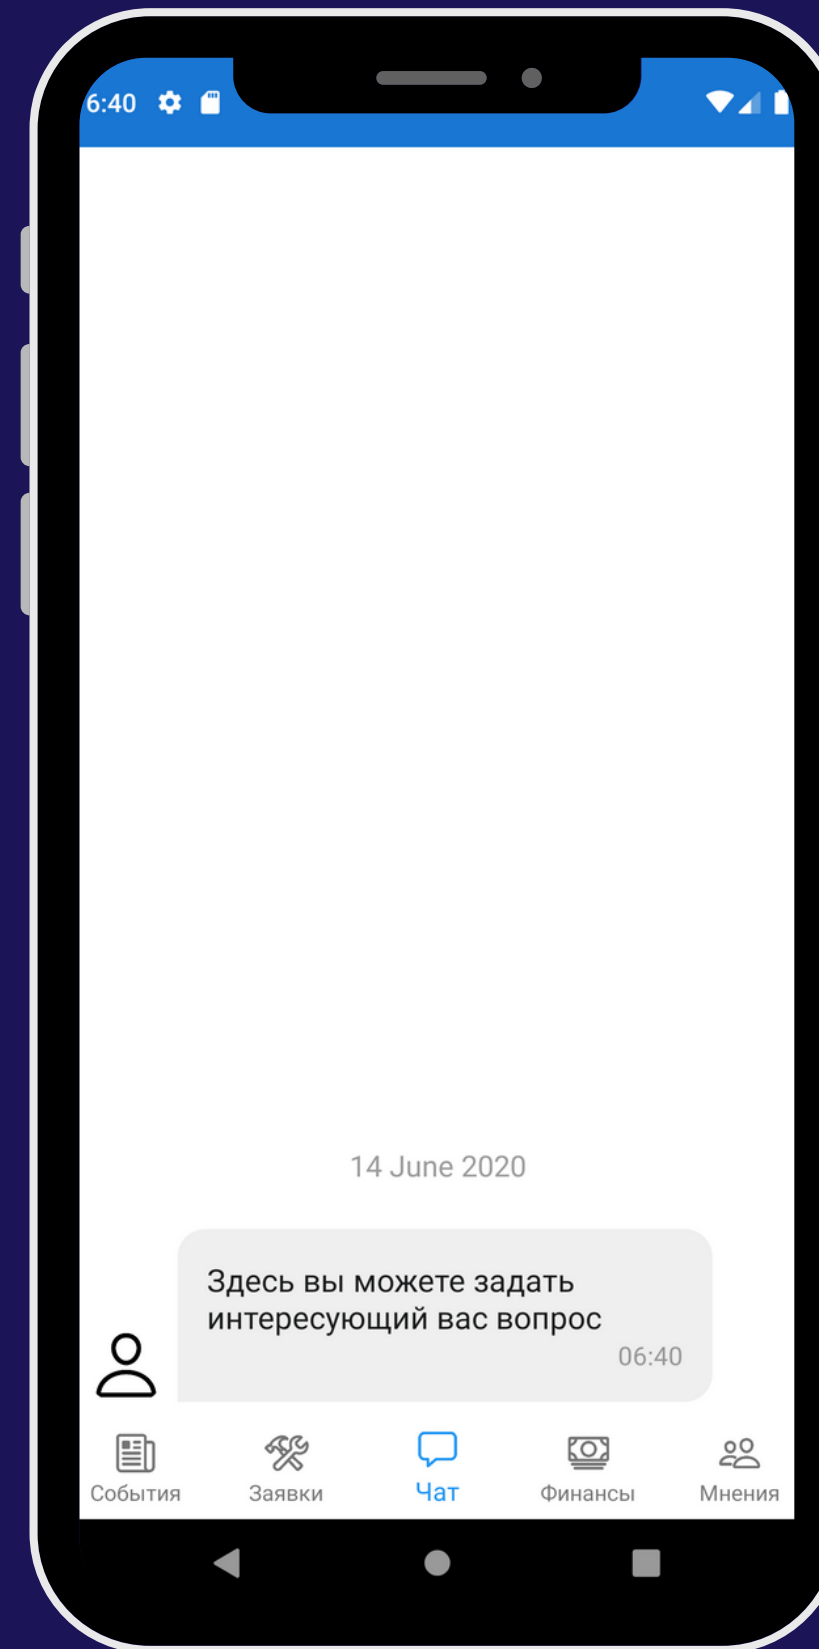 6:40
14 June 2020
Здесь вы можете задать
интересующий вас вопрос
06:40
События Заявки Чат Финансы Мнения